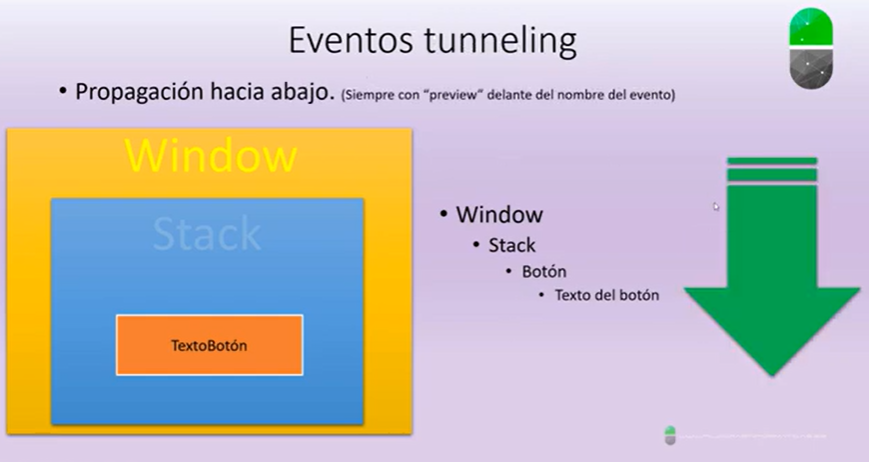 Eventos tunneling
• Propagación hacia abajo. (Siempre con “preview” delante del nombre del evento)
Window
Stack
TextoBotón
• Window
• Stack
• Botón
• Texto del botón